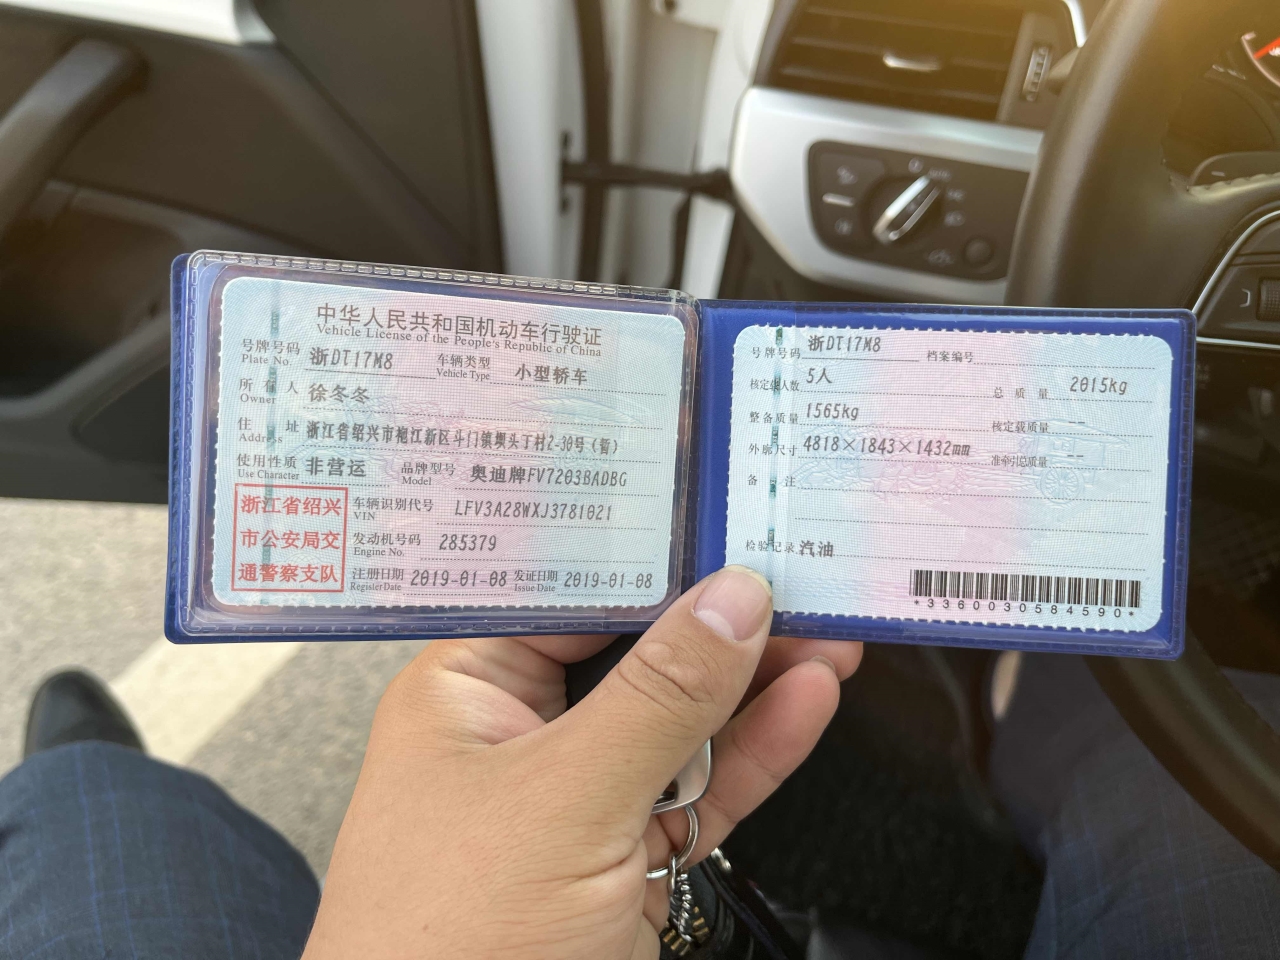 中华人民共和国机动车行驶证
Vehicle License of the People's Republic of China
号牌号码 浙DT17M8 车辆类型 小型轿车
Plate No. Vehicle Type
所有人 徐冬冬
Owner
住址 浙江省绍兴市袍江新区斗门镇坝头丁村2-30号（暂）
Address
使用性质 非营运 品牌型号 奥迪牌FV7203BADBG
Use Character Model
浙江省绍兴
市公安局交
通警察支队
车辆识别代号 LFV3A28WXJ3781021
VIN
发动机号码 285379
Engine No.
注册日期 2019-01-08 发证日期 2019-01-08
Register Date Issue Date
号牌号码 浙DT17M8 档案编号
核定载人数 5人 总质量 2015kg
整备质量 1565kg 核定载质量 --
外廓尺寸 4818×1843×1432mm 准牵引总质量 --
备注
检验记录 汽油
*3360030584590*